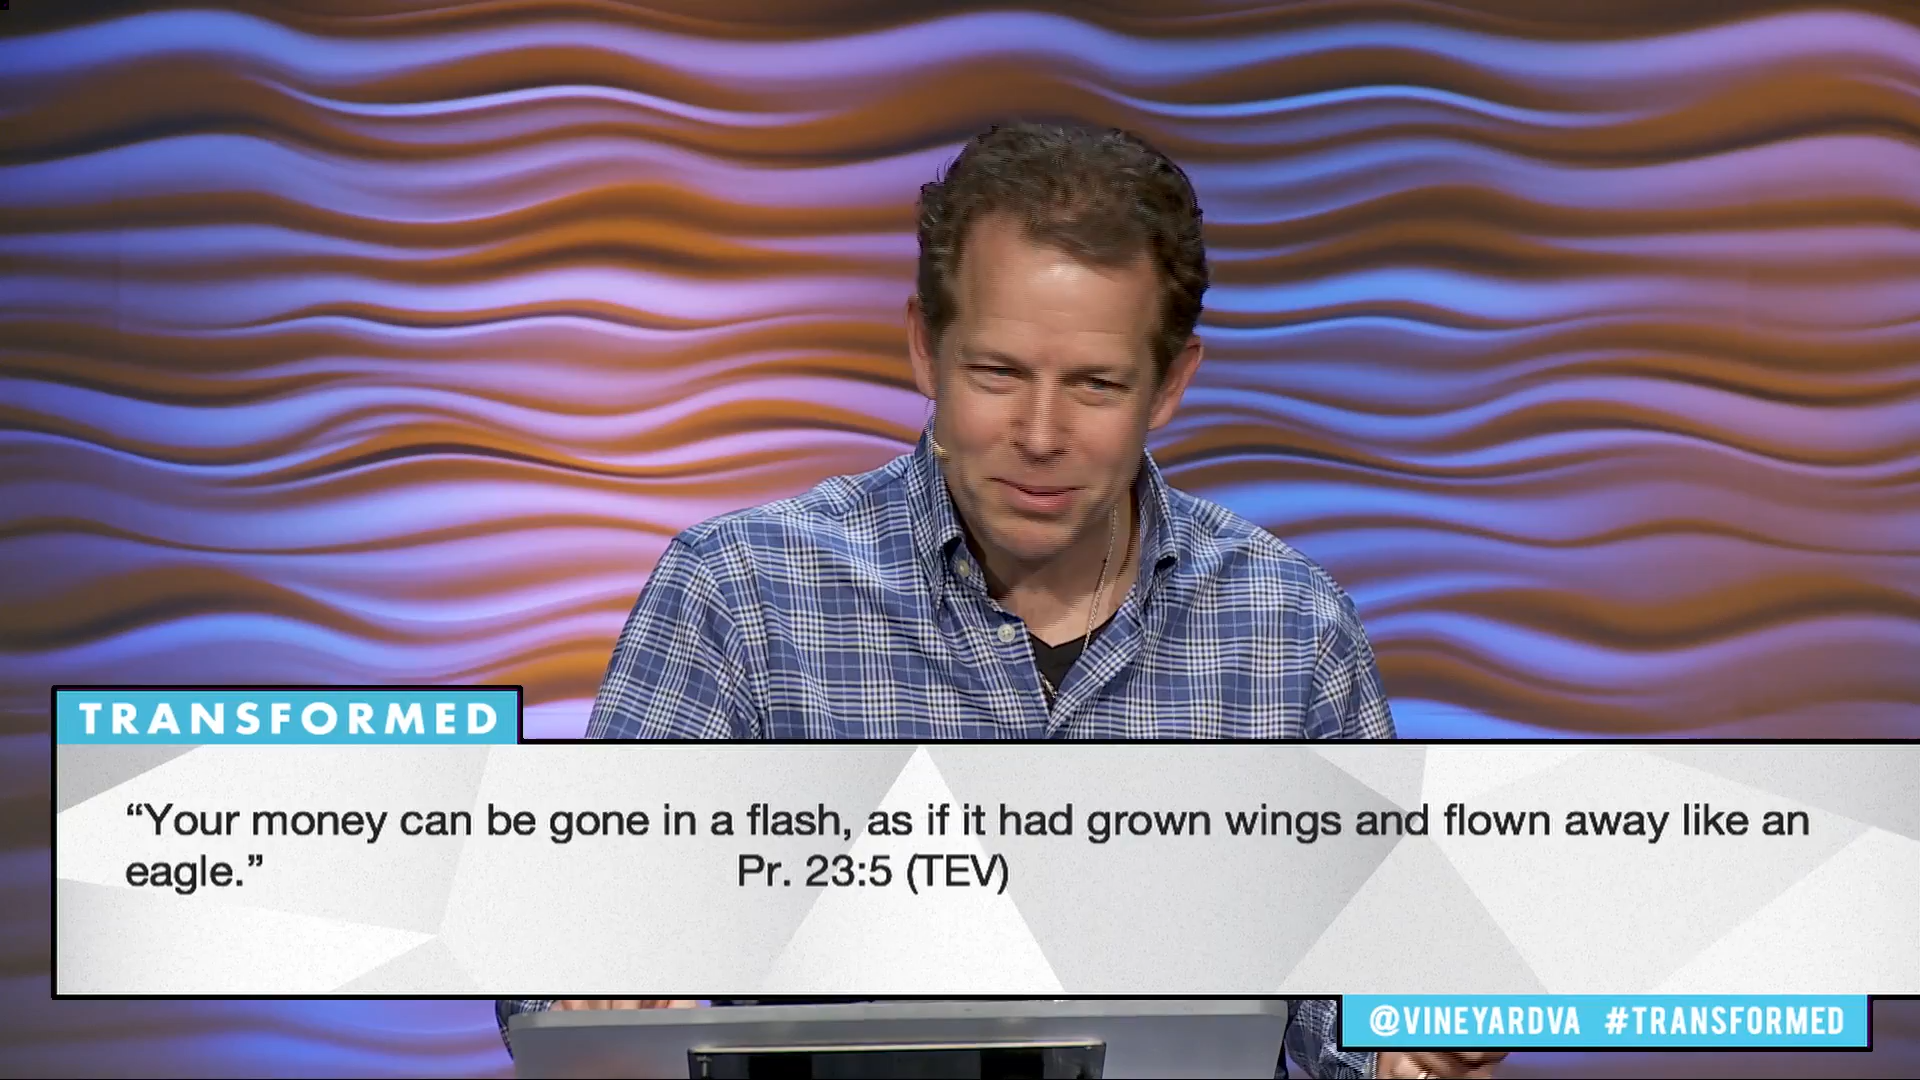 TRANSFORMED
“Your money can be gone in a flash, as if it had grown wings and flown away like an
eagle.” Pr. 23:5 (TEV)
@VINEYARDVA #TRANSFORMED